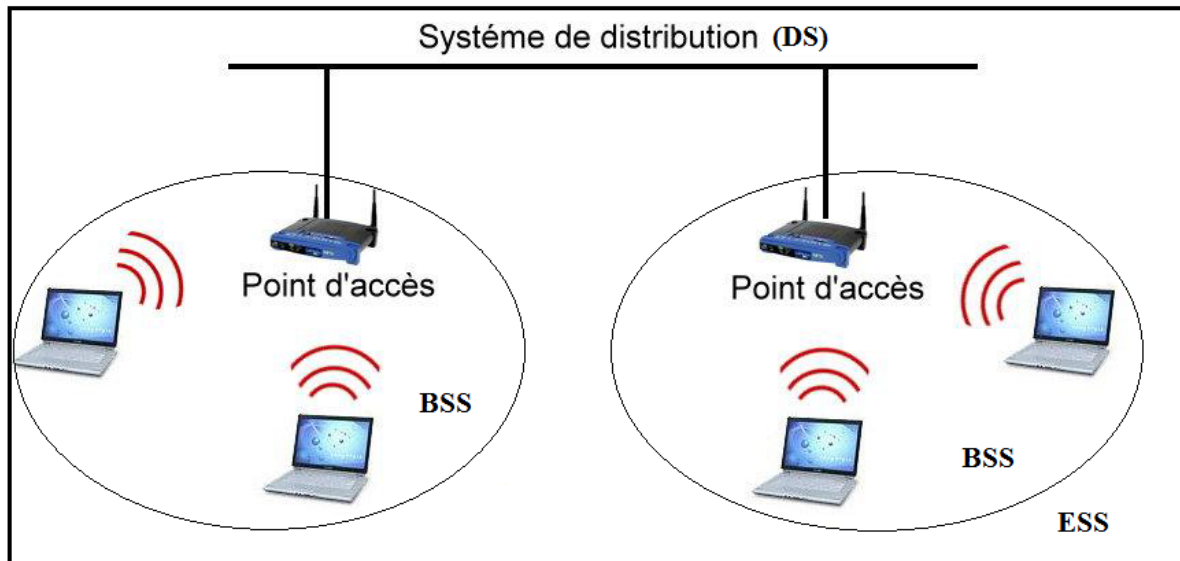 Systéme de distribution (DS)
Point d'accès
Point d'accès
BSS
BSS
ESS